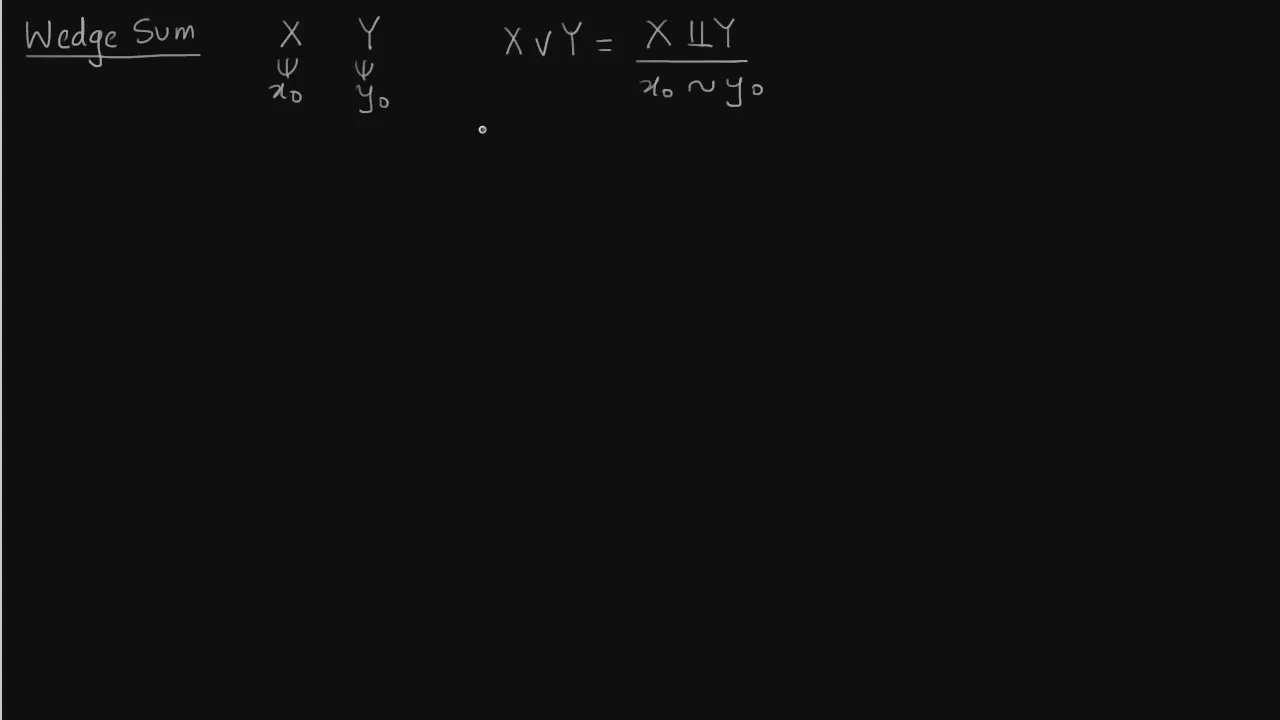 Wedge Sum X Y X ∨ Y = X ⨿ Y
ψ ψ
x₀ y₀ x₀ ~ y₀